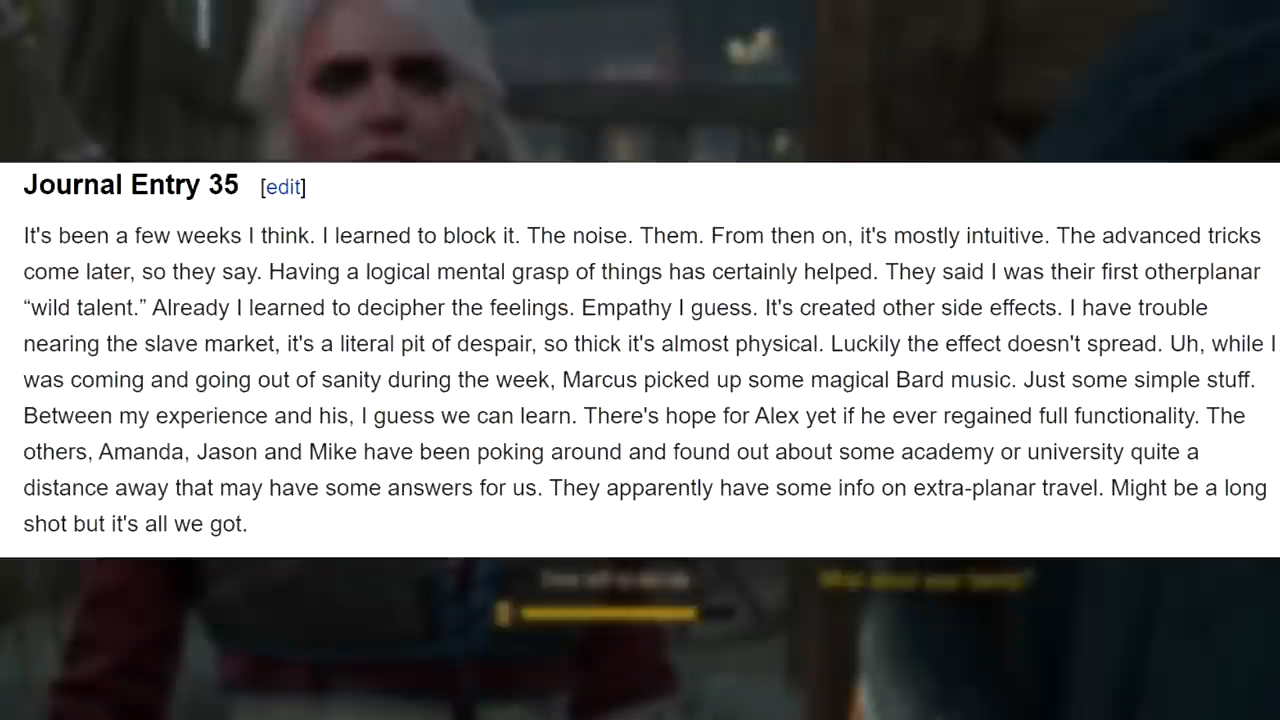 Journal Entry 35 [edit]
It's been a few weeks I think. I learned to block it. The noise. Them. From then on, it's mostly intuitive. The advanced tricks
come later, so they say. Having a logical mental grasp of things has certainly helped. They said I was their first otherplanar
“wild talent.” Already I learned to decipher the feelings. Empathy I guess. It's created other side effects. I have trouble
nearing the slave market, it's a literal pit of despair, so thick it's almost physical. Luckily the effect doesn't spread. Uh, while I
was coming and going out of sanity during the week, Marcus picked up some magical Bard music. Just some simple stuff.
Between my experience and his, I guess we can learn. There's hope for Alex yet if he ever regained full functionality. The
others, Amanda, Jason and Mike have been poking around and found out about some academy or university quite a
distance away that may have some answers for us. They apparently have some info on extra-planar travel. Might be a long
shot but it's all we got.